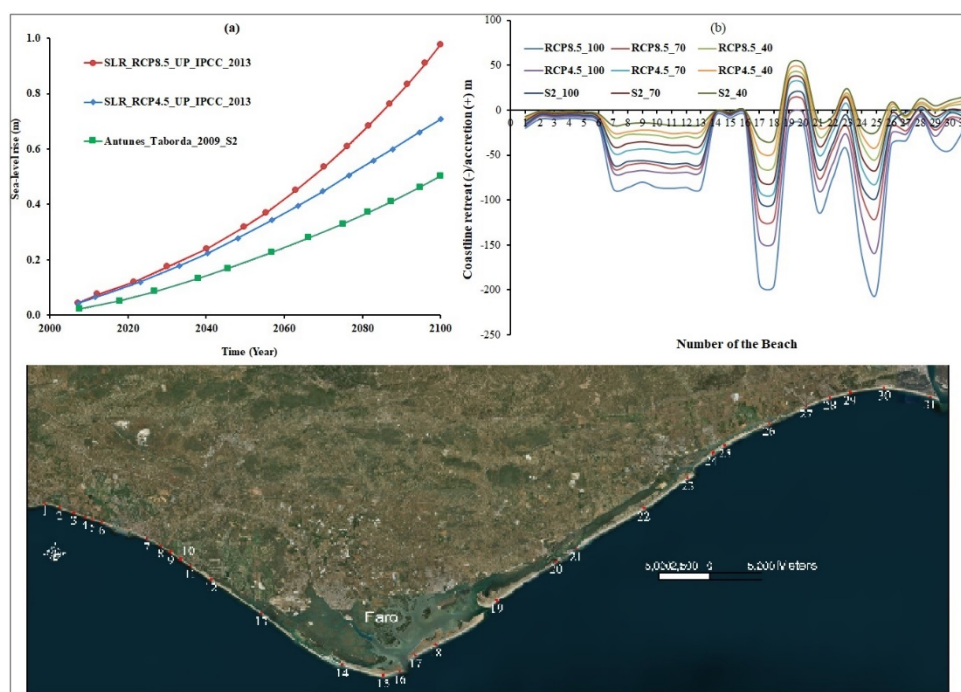 (a)
1.0
0.8
0.6
0.4
0.2
0.0
Sea-level rise (m)
SLR_RCP8.5_UP_IPCC_2013
SLR_RCP4.5_UP_IPCC_2013
Antunes_Taborda_2009_S2
2000 2020 2040 2060 2080 2100
Time (Year)
(b)
100
50
0
-50
-100
-150
-200
-250
Coastline retreat (-)/accretion (+) m
RCP8.5_100 RCP8.5_70 RCP8.5_40
RCP4.5_100 RCP4.5_70 RCP4.5_40
S2_100 S2_70 S2_40
0 1 2 3 4 5 6 7 8 9 10 11 12 13 14 15 16 17 18 19 20 21 22 23 24 25 26 27 28 29 30 31
Number of the Beach
1 2 3 4 5 6
7 8 9 10
11
12
13
14
15 16
17
18
19
20 21
22
23
24 25
26
27 28 29 30 31
Faro
0
Meters